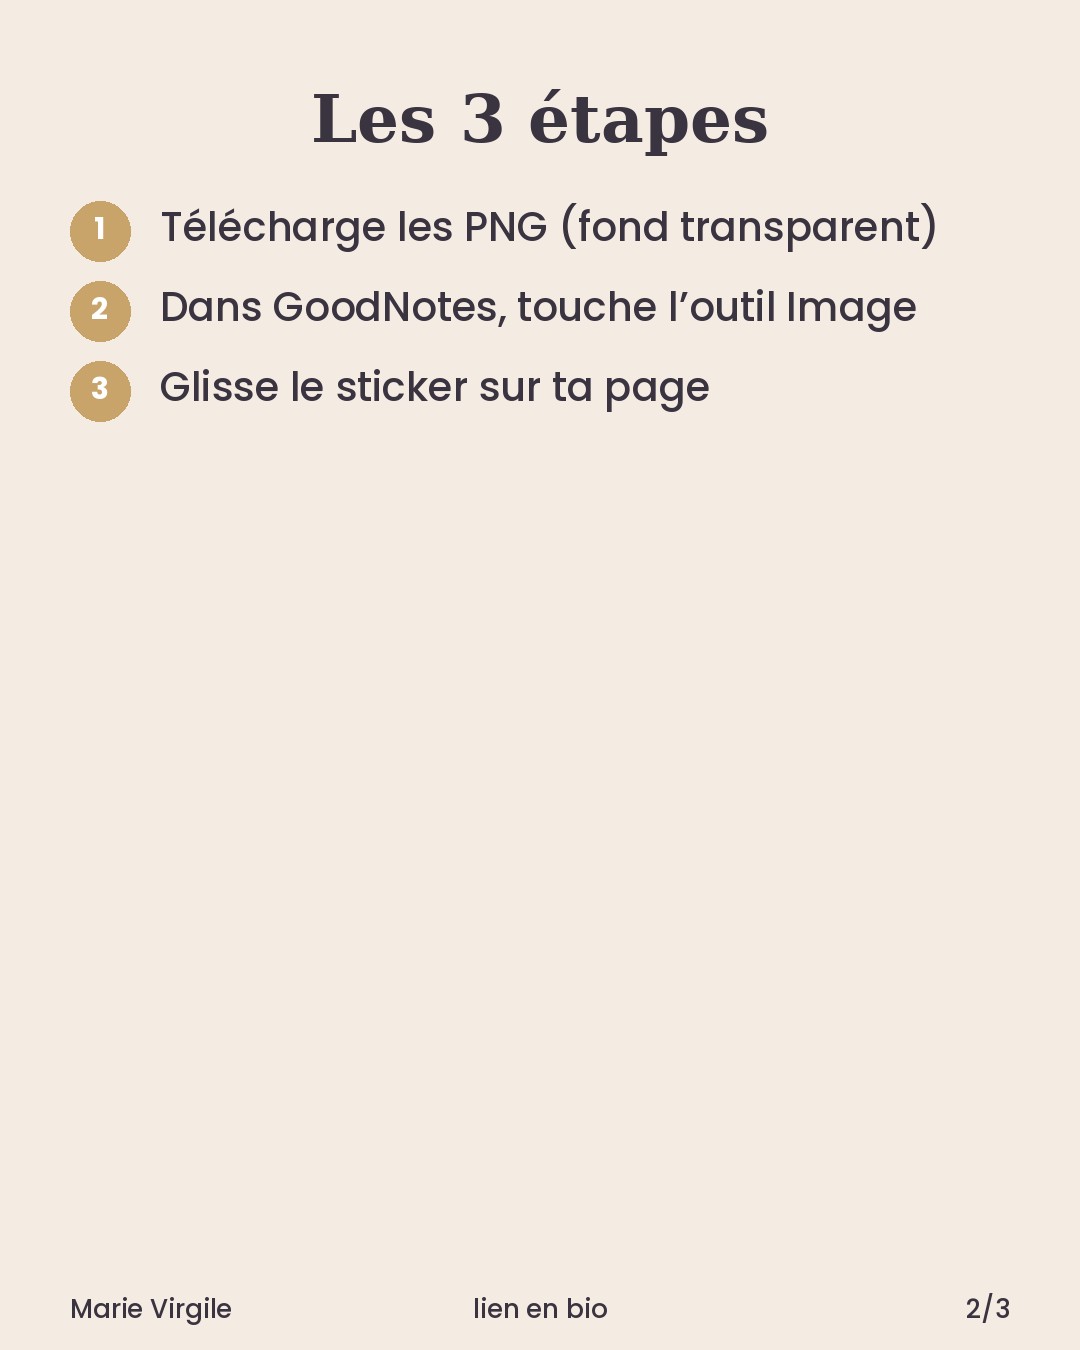 Les 3 étapes
1 Télécharge les PNG (fond transparent)
2 Dans GoodNotes, touche l’outil Image
3 Glisse le sticker sur ta page
Marie Virgile lien en bio 2/3